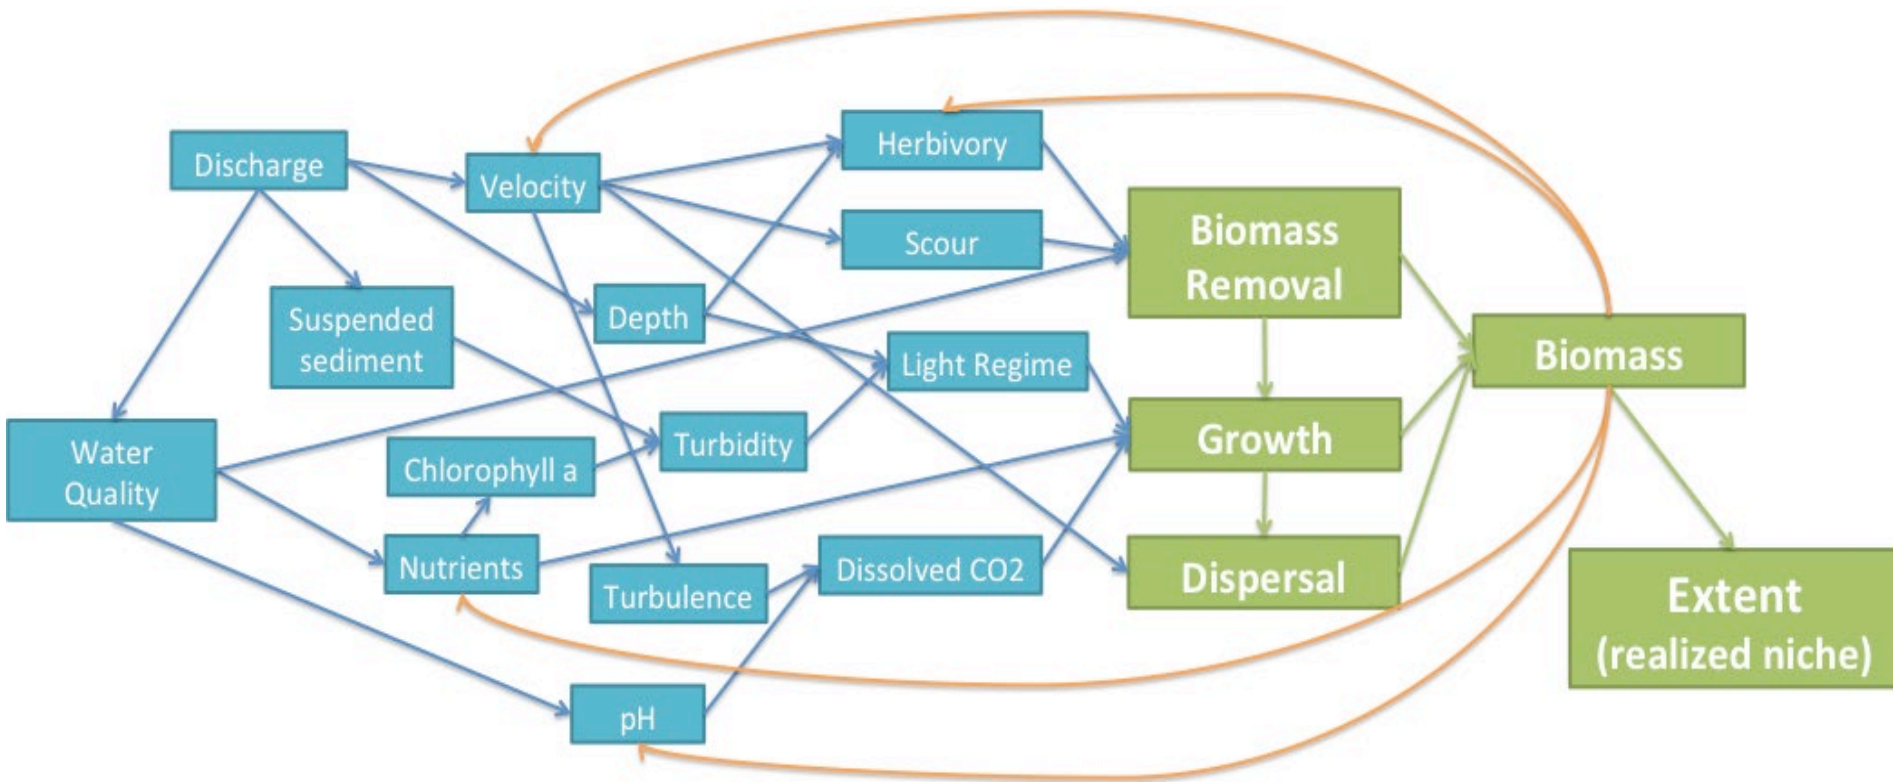 Discharge
Velocity
Herbivory
Scour
Biomass
Removal
Suspended
sediment
Depth
Light Regime
Biomass
Water
Quality
Chlorophyll a
Turbidity
Growth
Nutrients
Turbulence
Dissolved CO2
Dispersal
Extent
(realized niche)
pH